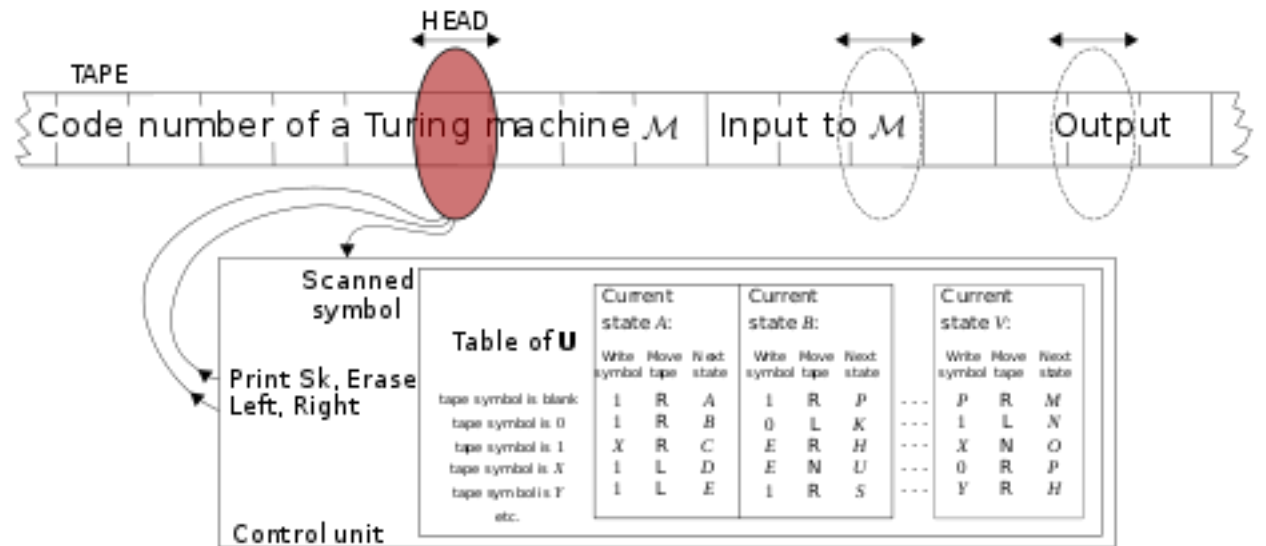 HEAD
TAPE
Code number of a Turing machine ℳ Input to ℳ Output
Scanned
symbol
Print Sk, Erase
Left, Right
Control unit
Table of U
Current Current Current
state A: state B: state V:
Write Move Next Write Move Next Write Move Next
symbol tape state symbol tape state symbol tape state
tape symbol is blank 1 R A 1 R P ---- P R M
tape symbol is 0 1 R B 0 L K ---- 1 L N
tape symbol is 1 X R C E R H ---- X N O
tape symbol is X 1 L D E N U ---- 0 R P
tape symbol is Y 1 L E 1 R S ---- Y R H
etc.